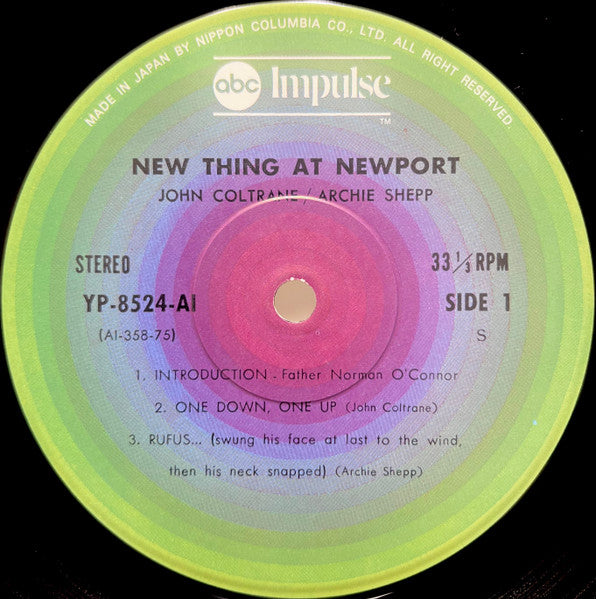 MADE IN JAPAN BY NIPPON COLUMBIA CO., LTD. ALL RIGHT RESERVED.
abc Impulse
TM
NEW THING AT NEWPORT
JOHN COLTRANE / ARCHIE SHEPP
STEREO 33 1/3 RPM
YP-8524-AI SIDE 1
(AI-358-75) S
1. INTRODUCTION - Father Norman O'Connor
2. ONE DOWN, ONE UP (John Coltrane)
3. RUFUS... (swung his face at last to the wind,
then his neck snapped) (Archie Shepp)